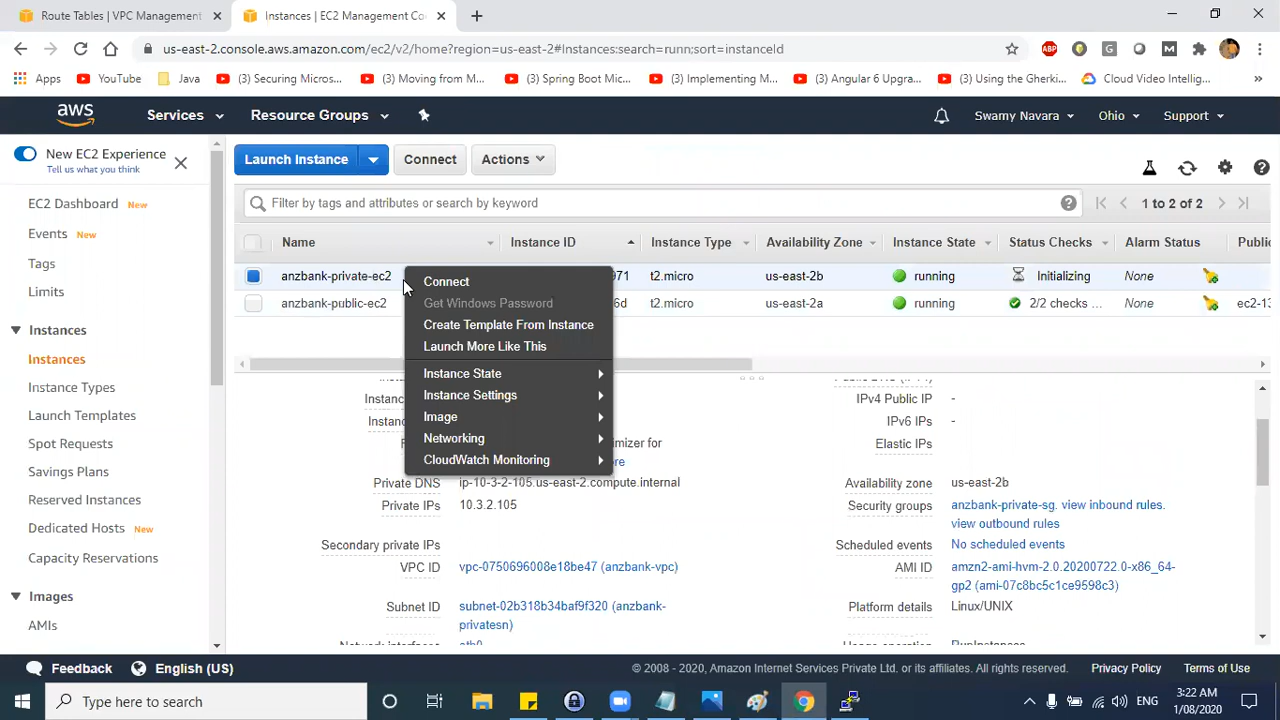 Route Tables | VPC Management
Instances | EC2 Management Co
us-east-2.console.aws.amazon.com/ec2/v2/home?region=us-east-2#Instances:search=runn;sort=instanceId
Apps YouTube Java (3) Securing Micros... (3) Moving from M... (3) Spring Boot Mic... (3) Implementing M... (3) Angular 6 Upgra... (3) Using the Gherki... Cloud Video Intellig...
aws Services Resource Groups Swamy Navara Ohio Support
New EC2 Experience
Tell us what you think
Launch Instance Connect Actions
EC2 Dashboard New
Events New
Tags
Limits
Instances
Instances
Instance Types
Launch Templates
Spot Requests
Savings Plans
Reserved Instances
Dedicated Hosts New
Capacity Reservations
Images
AMIs
Filter by tags and attributes or search by keyword
1 to 2 of 2
Name Instance ID Instance Type Availability Zone Instance State Status Checks Alarm Status Public
anzbank-private-ec2 971 t2.micro us-east-2b running Initializing None
anzbank-public-ec2 6d t2.micro us-east-2a running 2/2 checks ... None ec2-13
Connect
Get Windows Password
Create Template From Instance
Launch More Like This
Instance State
Instance Settings
Image
Networking
CloudWatch Monitoring
Private DNS ip-10-3-2-105.us-east-2.compute.internal
Private IPs 10.3.2.105
Secondary private IPs
VPC ID vpc-0750696008e18be47 (anzbank-vpc)
Subnet ID subnet-02b318b34baf9f320 (anzbank-
privatesn)
IPv4 Public IP -
IPv6 IPs -
Elastic IPs
Availability zone us-east-2b
Security groups anzbank-private-sg. view inbound rules.
view outbound rules
Scheduled events No scheduled events
AMI ID amzn2-ami-hvm-2.0.20200722.0-x86_64-
gp2 (ami-07c8bc5c1ce9598c3)
Platform details Linux/UNIX
Feedback English (US) © 2008 - 2020, Amazon Internet Services Private Ltd. or its affiliates. All rights reserved. Privacy Policy Terms of Use
Type here to search
ENG
3:22 AM
1/08/2020